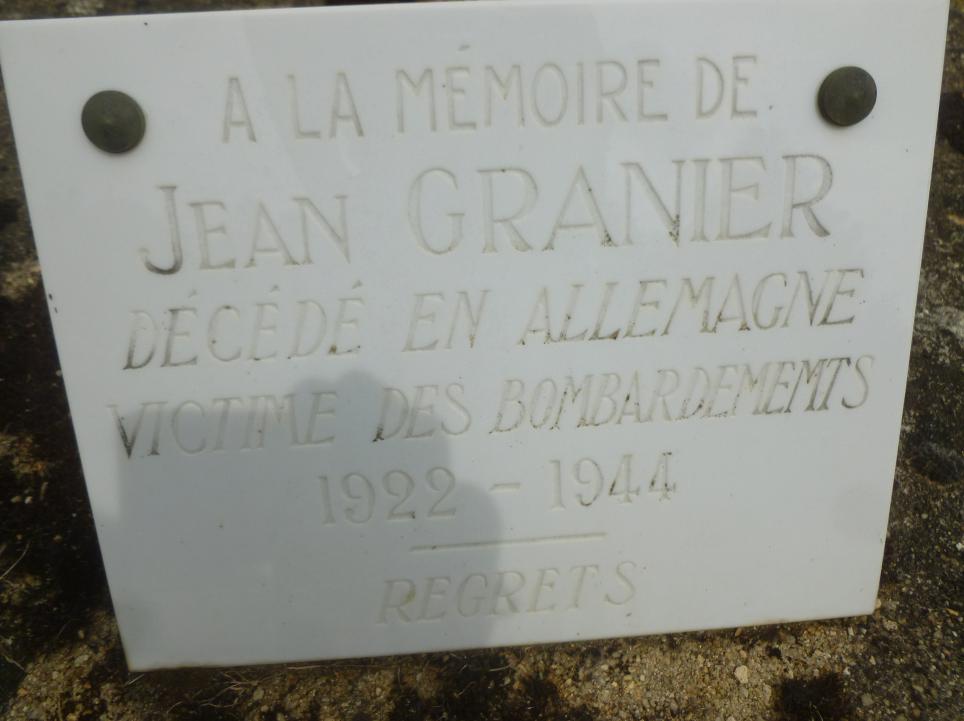 A LA MÉMOIRE DE
JEAN GRANIER
DÉCÉDÉ EN ALLEMAGNE
VICTIME DES BOMBARDEMEMTS
1922 - 1944
REGRETS